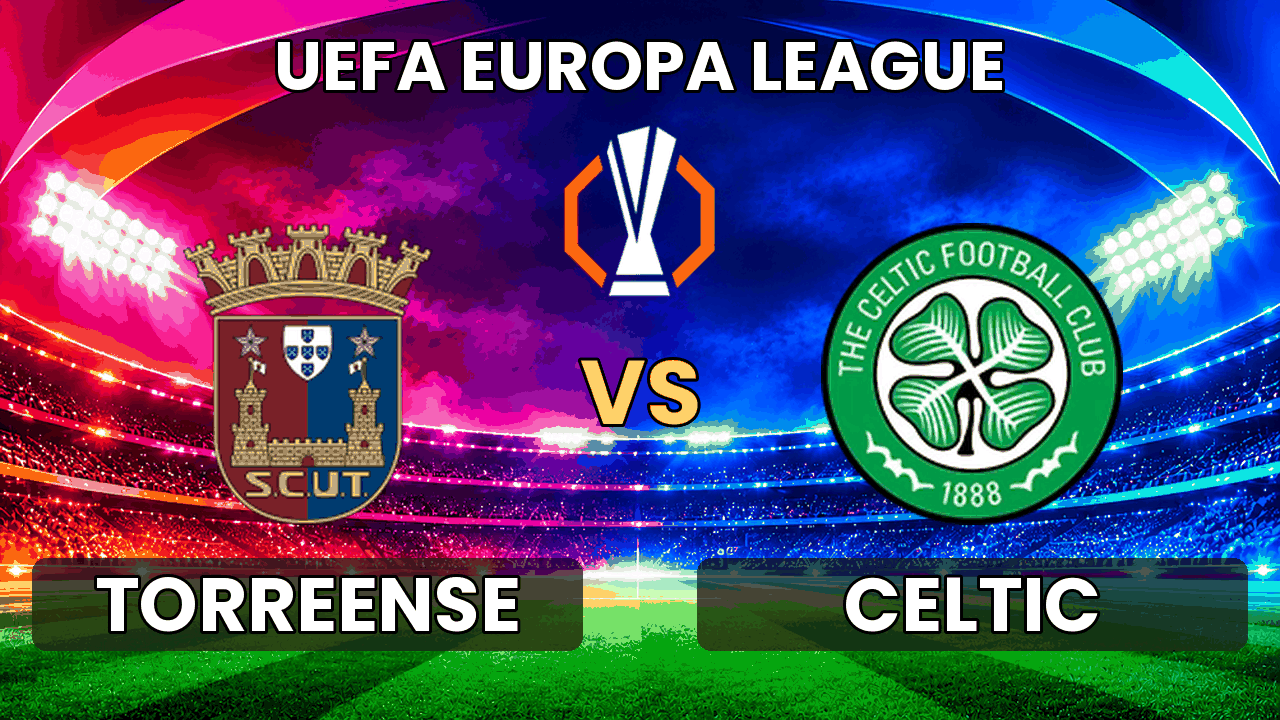 UEFA EUROPA LEAGUE
THE CELTIC FOOTBALL CLUB
VS
S.C.U.T.
1888
TORREENSE
CELTIC